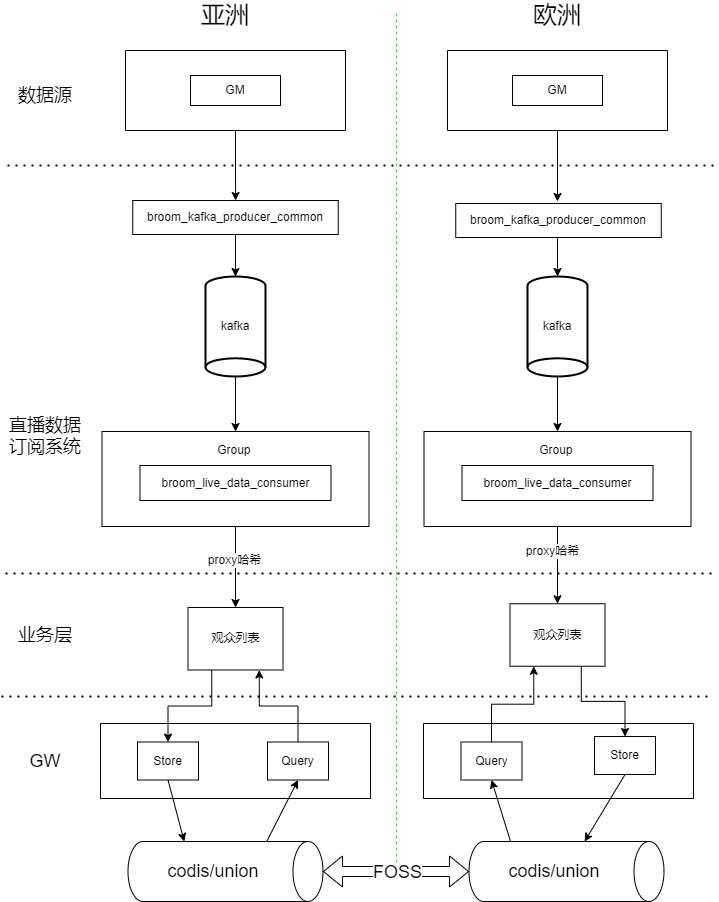 亚洲
欧洲
数据源
GM
GM
broom_kafka_producer_common
broom_kafka_producer_common
kafka
kafka
直播数据
订阅系统
Group
broom_live_data_consumer
Group
broom_live_data_consumer
proxy哈希
proxy哈希
业务层
观众列表
观众列表
GW
Store
Query
Query
Store
codis/union
FOSS
codis/union